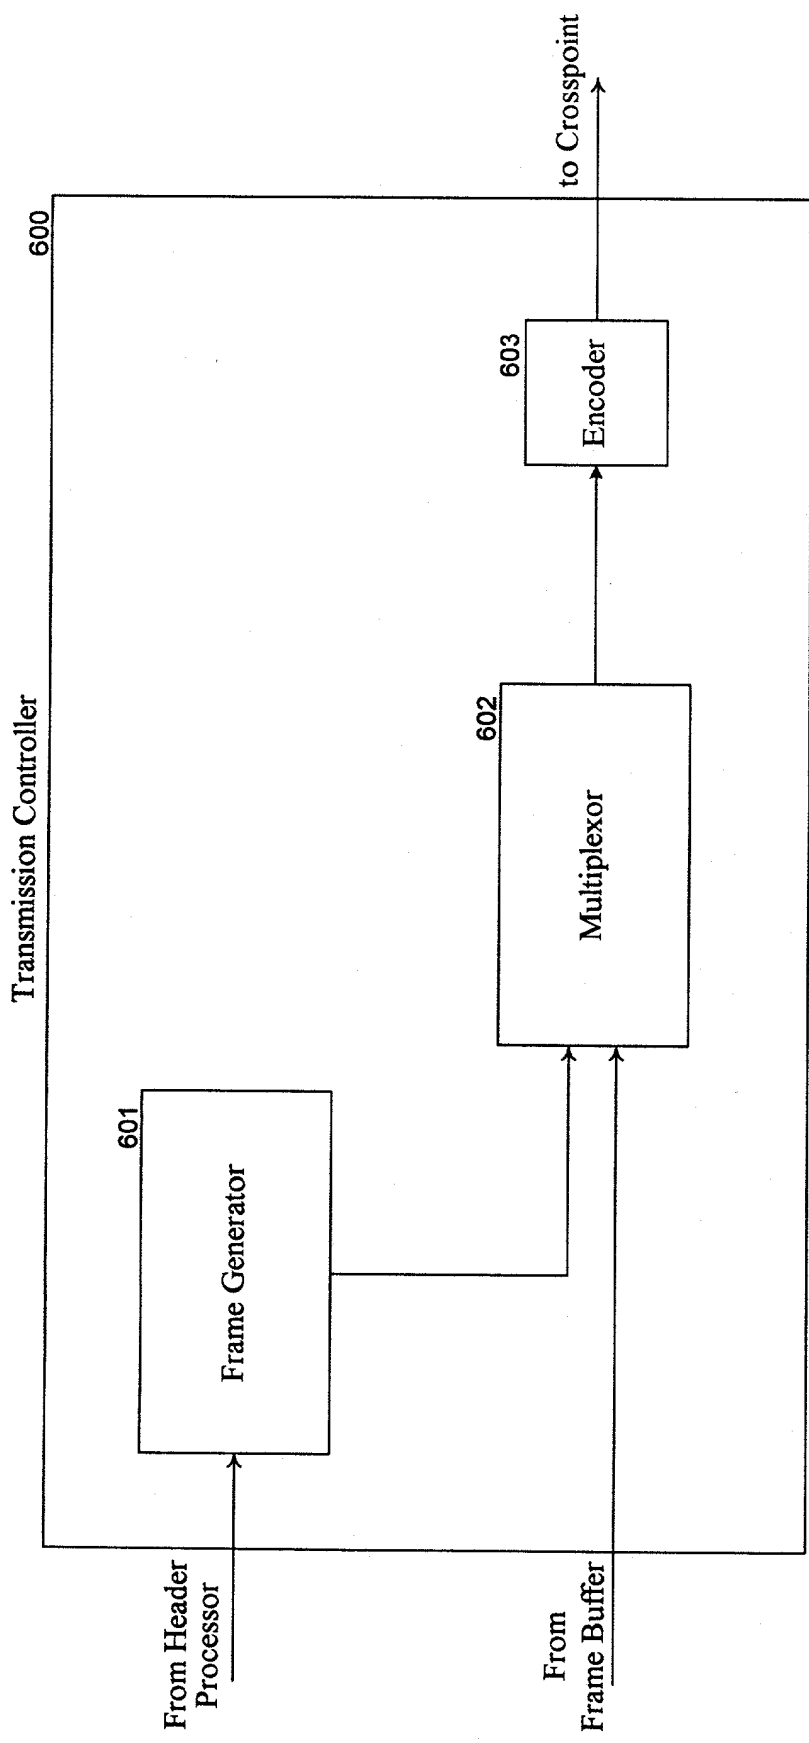 Transmission Controller
600
From Header
Processor
601
Frame Generator
From
Frame Buffer
602
Multiplexor
603
Encoder
to Crosspoint